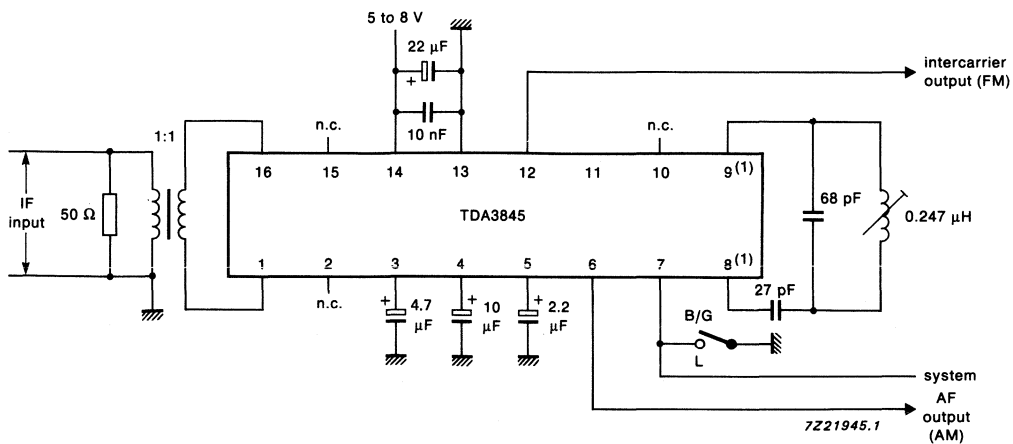 5 to 8 V
22 µF
+
10 nF
intercarrier
output (FM)
1:1
n.c.
n.c.
16
15
14
13
12
11
10
9(1)
IF
input
50 Ω
TDA3845
68 pF
0.247 µH
1
2
3
4
5
6
7
8(1)
n.c.
+
4.7
µF
+
10
µF
+
2.2
µF
27 pF
B/G
L
system
AF
output
(AM)
7Z21945.1